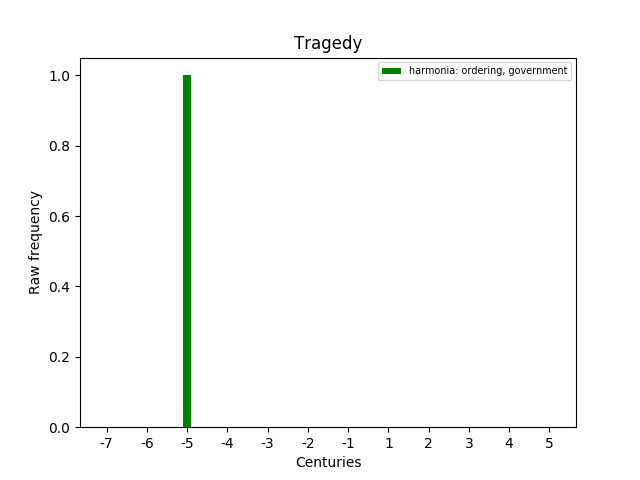 Tragedy
harmonia: ordering, government
1.0
0.8
0.6
0.4
0.2
0.0
Raw frequency
-7 -6 -5 -4 -3 -2 -1 1 2 3 4 5
Centuries